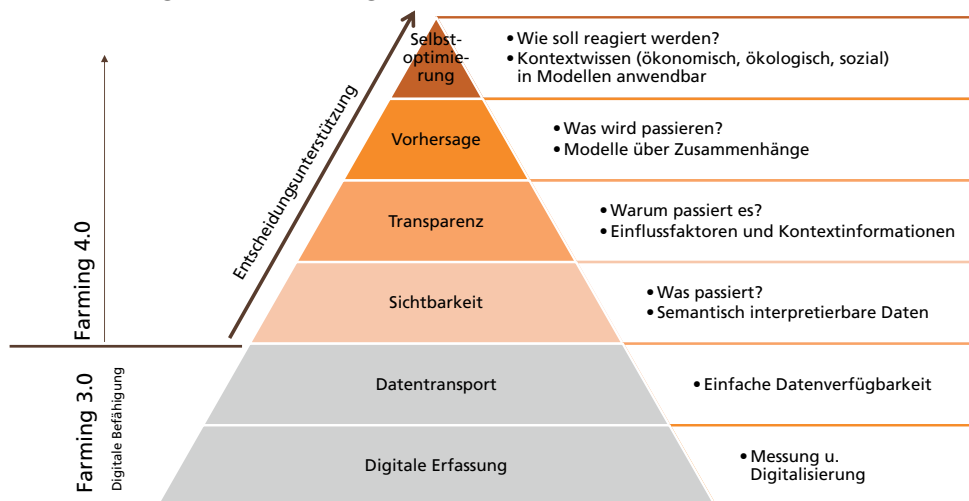 Selbst-
optimie-
rung
• Wie soll reagiert werden?
• Kontextwissen (ökonomisch, ökologisch, sozial)
in Modellen anwendbar
Entscheidungsunterstützung
Vorhersage
• Was wird passieren?
• Modelle über Zusammenhänge
Transparenz
• Warum passiert es?
• Einflussfaktoren und Kontextinformationen
Farming 4.0
Sichtbarkeit
• Was passiert?
• Semantisch interpretierbare Daten
Farming 3.0
Digitale Befähigung
Datentransport
• Einfache Datenverfügbarkeit
Digitale Erfassung
• Messung u.
Digitalisierung